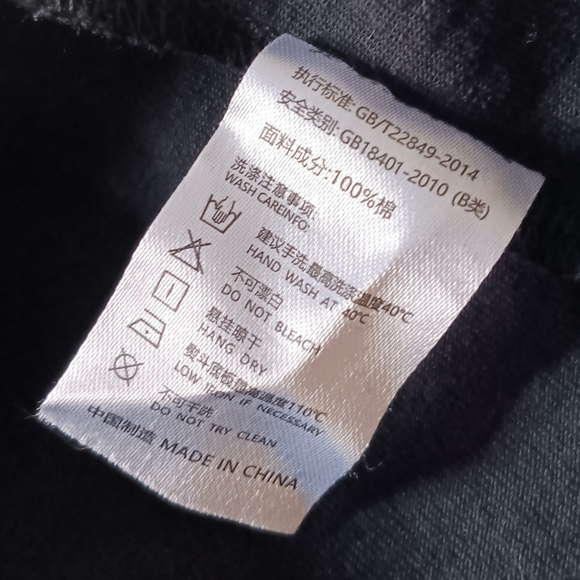 执行标准: GB/T22849-2014
安全类别: GB18401-2010 (B类)
面料成分:100%棉
洗涤注意事项:
WASH CAREINFO:
建议手洗最高洗涤温度40℃
HAND WASH AT 40℃
不可漂白
DO NOT BLEACH
悬挂晾干
HANG DRY
熨斗底板最高温度110℃
LOW IRON IF NECESSARY
不可干洗
DO NOT TRY CLEAN
中国制造 MADE IN CHINA